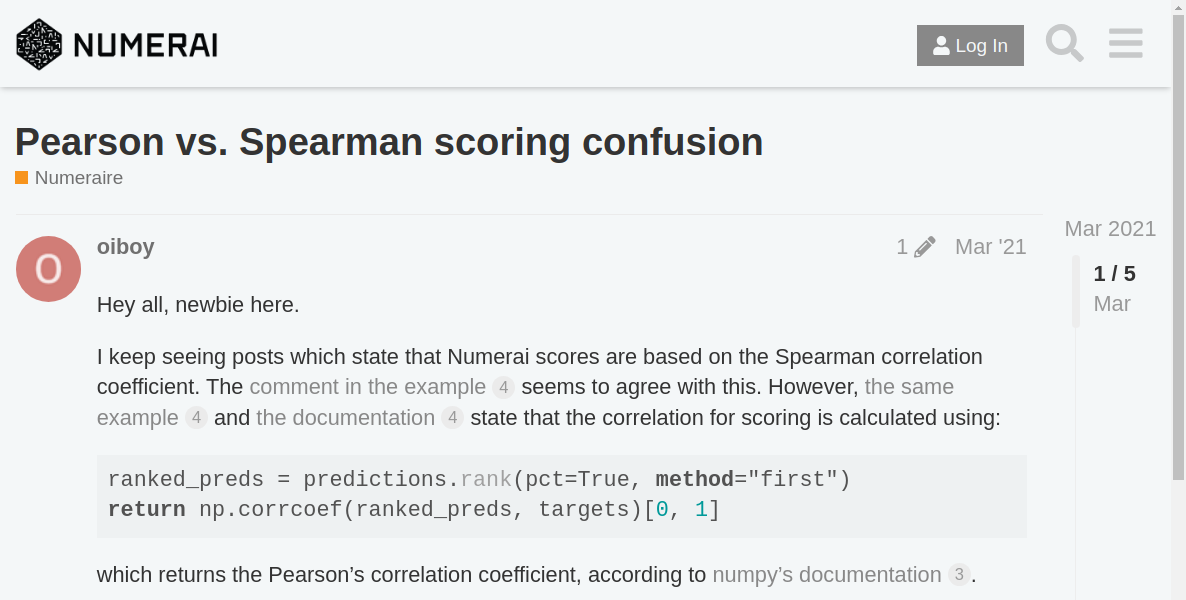 NUMERAI
Log In
Pearson vs. Spearman scoring confusion
Numeraire
Mar 2021
oiboy
1
Mar '21
O
1 / 5
Mar
Hey all, newbie here.
I keep seeing posts which state that Numerai scores are based on the Spearman correlation
coefficient. The comment in the example 4 seems to agree with this. However, the same
example 4 and the documentation 4 state that the correlation for scoring is calculated using:
ranked_preds = predictions.rank(pct=True, method="first")
return np.corrcoef(ranked_preds, targets)[0, 1]
which returns the Pearson’s correlation coefficient, according to numpy’s documentation 3.